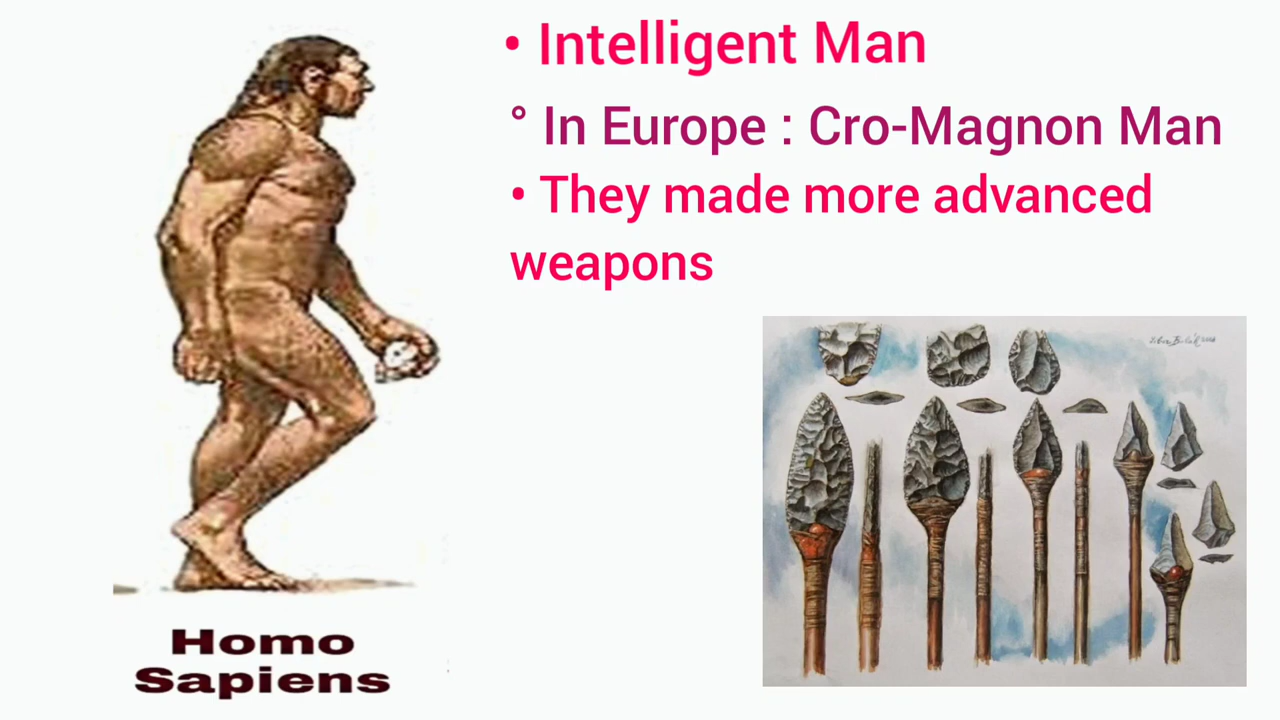 • Intelligent Man
° In Europe : Cro-Magnon Man
• They made more advanced
weapons
Homo
Sapiens